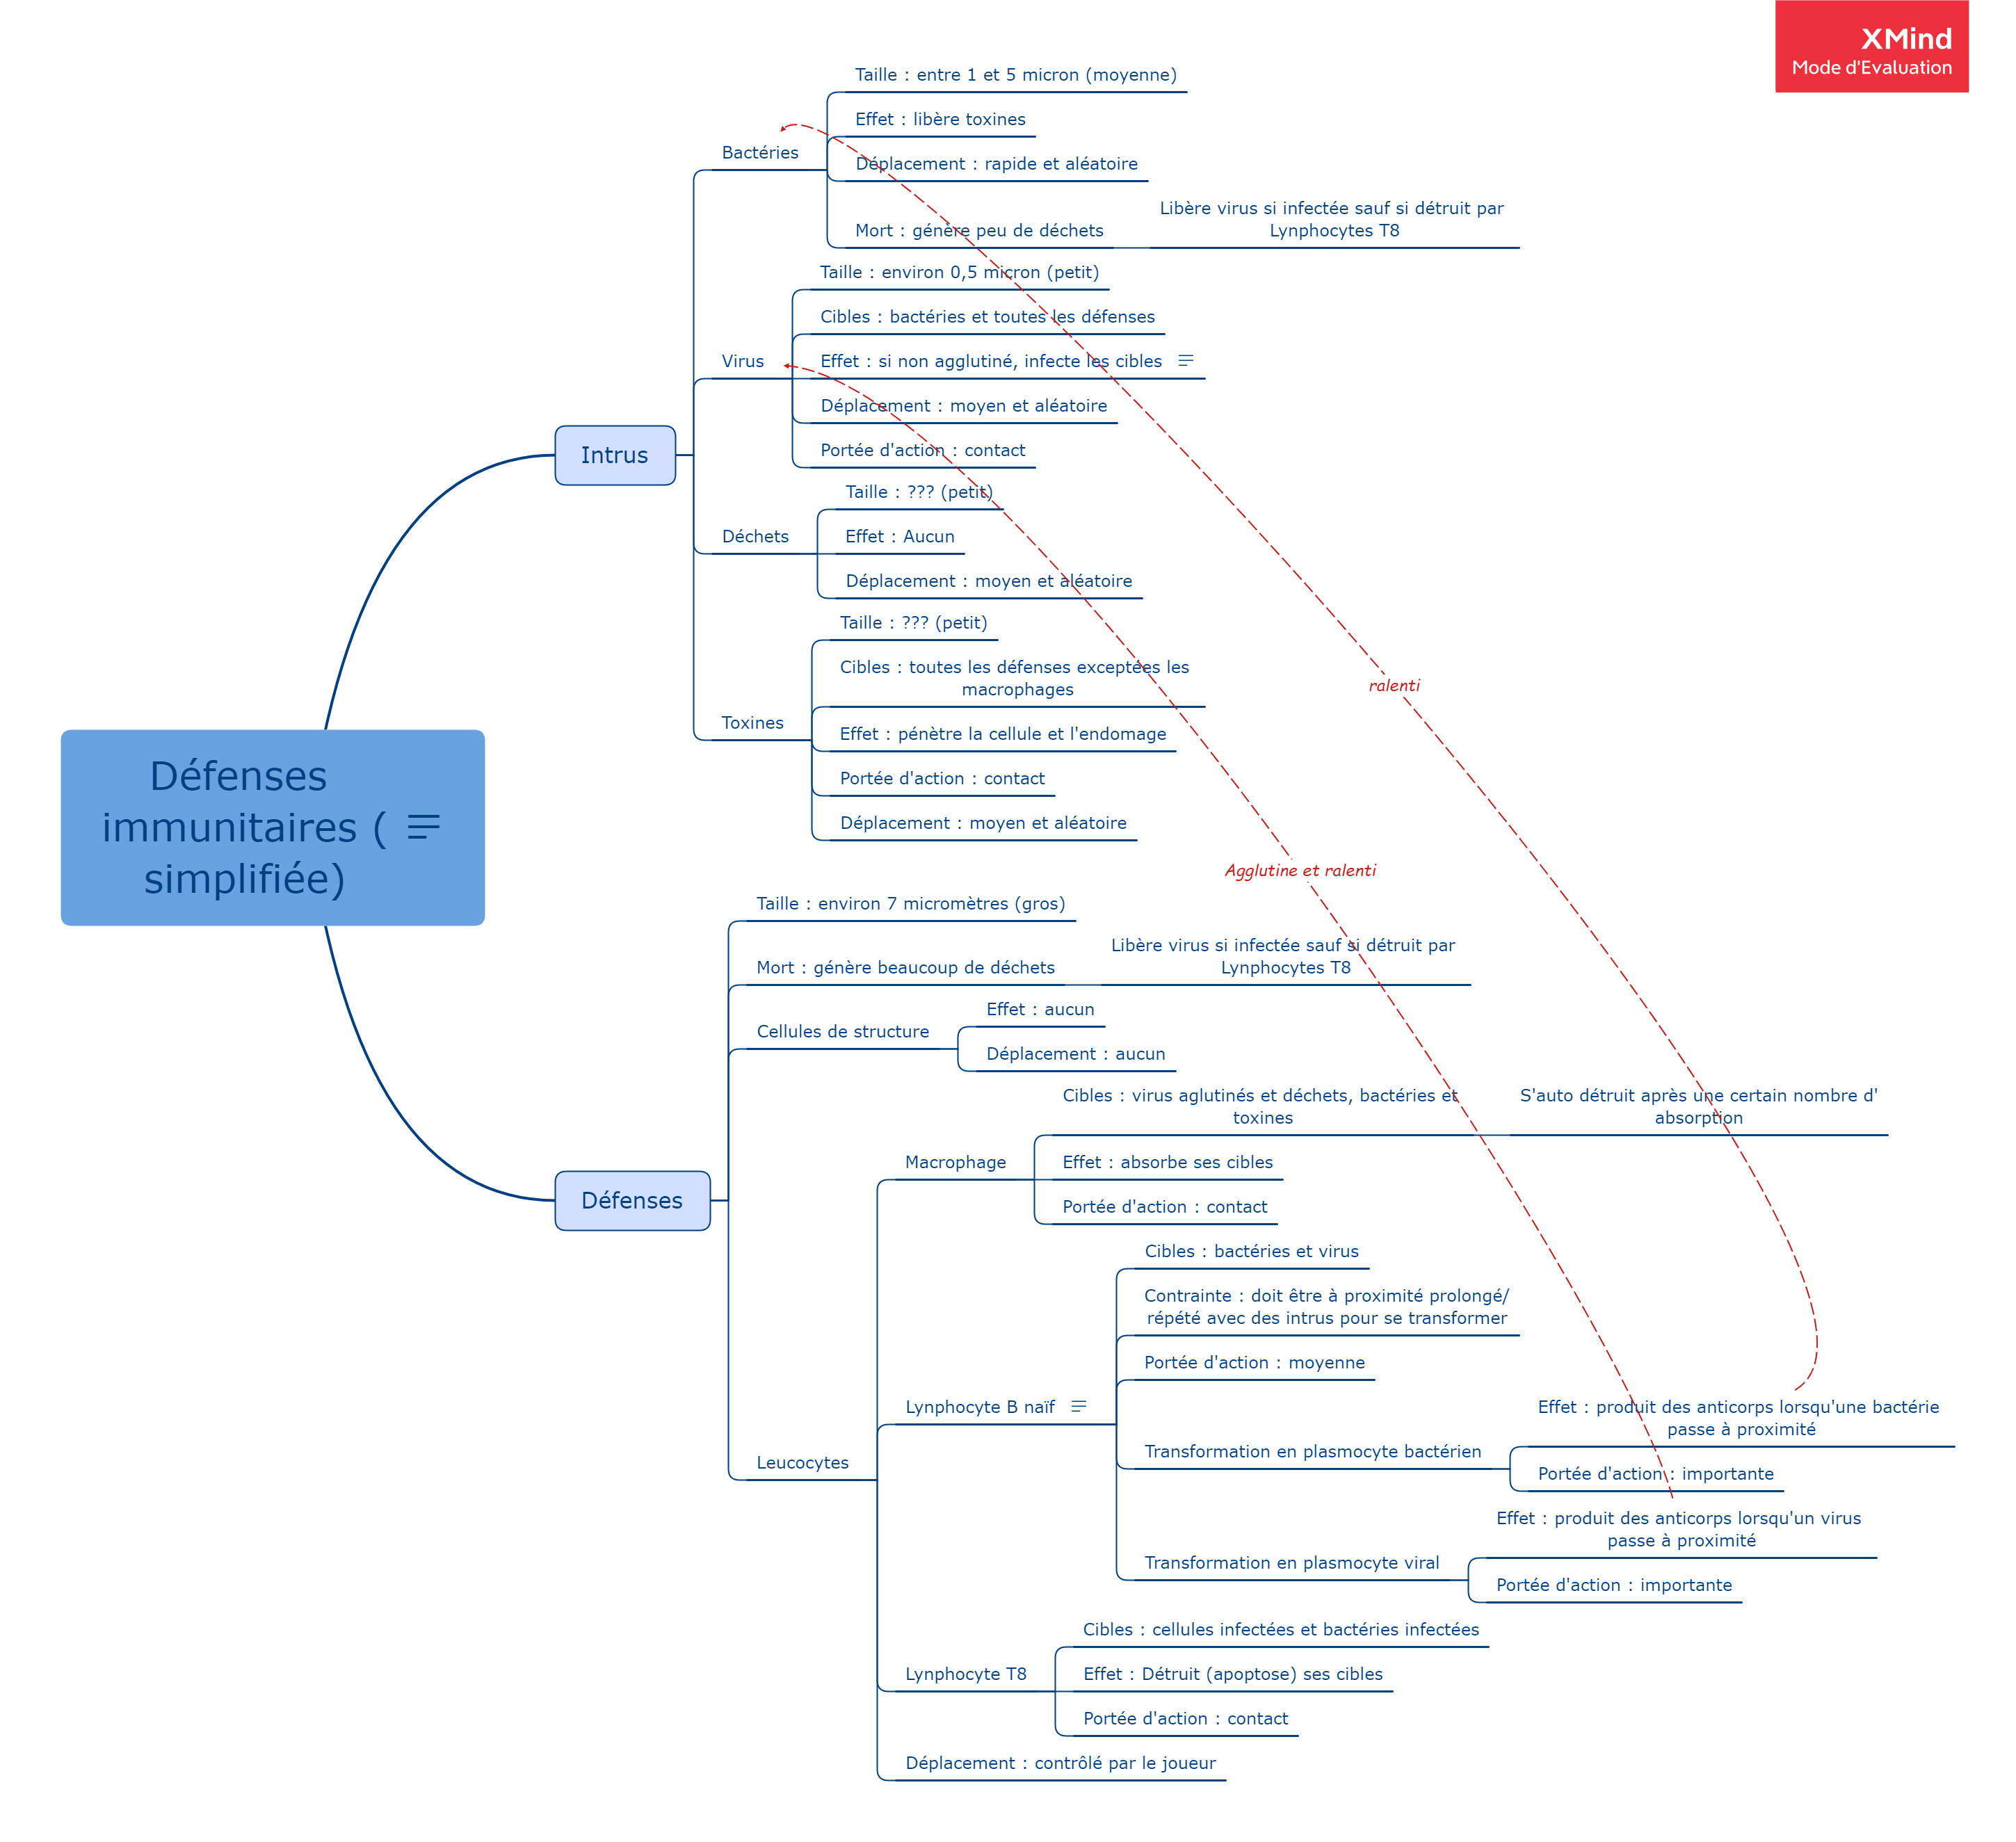 XMind
Mode d'Evaluation
Défenses
immunitaires (
simplifiée)
Intrus
Bactéries
Taille : entre 1 et 5 micron (moyenne)
Effet : libère toxines
Déplacement : rapide et aléatoire
Mort : génère peu de déchets
Libère virus si infectée sauf si détruit par
Lynphocytes T8
Virus
Taille : environ 0,5 micron (petit)
Cibles : bactéries et toutes les défenses
Effet : si non agglutiné, infecte les cibles
Déplacement : moyen et aléatoire
Portée d'action : contact
Déchets
Taille : ??? (petit)
Effet : Aucun
Déplacement : moyen et aléatoire
Toxines
Taille : ??? (petit)
Cibles : toutes les défenses exceptées les
macrophages
Effet : pénètre la cellule et l'endomage
Portée d'action : contact
Déplacement : moyen et aléatoire
ralenti
Agglutine et ralenti
Défenses
Taille : environ 7 micromètres (gros)
Mort : génère beaucoup de déchets
Libère virus si infectée sauf si détruit par
Lynphocytes T8
Cellules de structure
Effet : aucun
Déplacement : aucun
Leucocytes
Macrophage
Cibles : virus aglutinés et déchets, bactéries et
toxines
S'auto détruit après une certain nombre d'
absorption
Effet : absorbe ses cibles
Portée d'action : contact
Lynphocyte B naïf
Cibles : bactéries et virus
Contrainte : doit être à proximité prolongé/
répété avec des intrus pour se transformer
Portée d'action : moyenne
Transformation en plasmocyte bactérien
Effet : produit des anticorps lorsqu'une bactérie
passe à proximité
Portée d'action : importante
Transformation en plasmocyte viral
Effet : produit des anticorps lorsqu'un virus
passe à proximité
Portée d'action : importante
Lynphocyte T8
Cibles : cellules infectées et bactéries infectées
Effet : Détruit (apoptose) ses cibles
Portée d'action : contact
Déplacement : contrôlé par le joueur